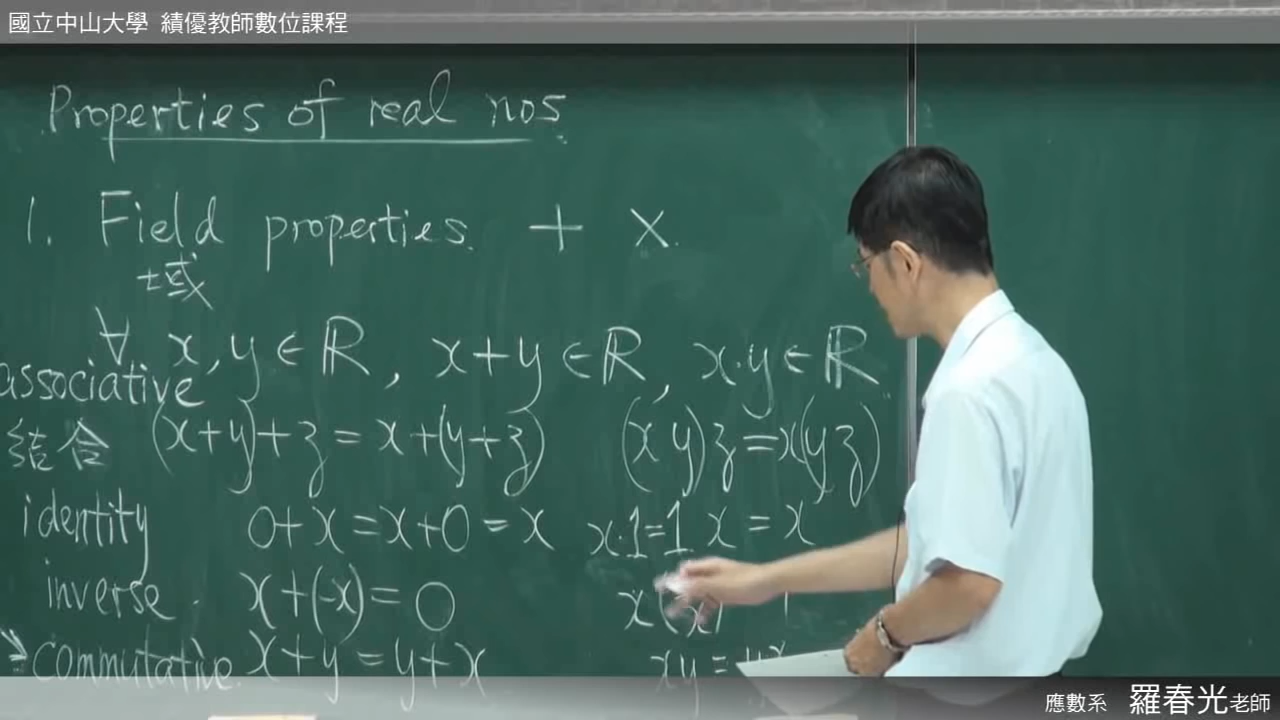 國立中山大學 績優教師數位課程
Properties of real nos
1. Field properties. + ×.
域
∀ x, y ∈ ℝ, x+y ∈ ℝ, x·y ∈ ℝ
associative
結合 (x+y)+z = x+(y+z) (x y)z = x(y z)
identity 0+x = x+0 = x x·1 = 1·x = x
inverse. x+(-x) = 0
commutative. x+y = y+x xy = yx
應數系 羅春光老師